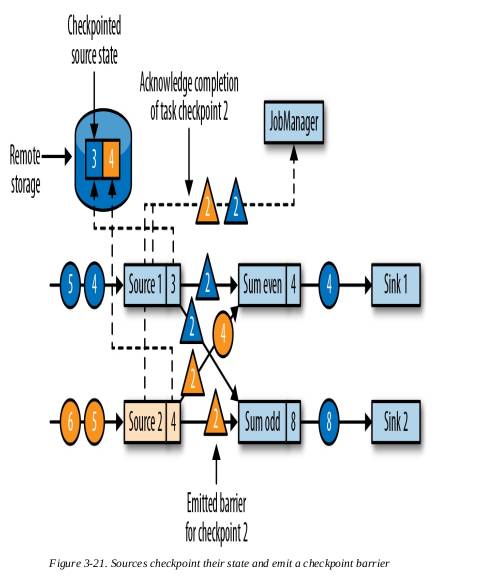 Checkpointed
source state
Acknowledge completion
of task checkpoint 2
JobManager
Remote
storage
3 4
2 2
5 4 Source 1 3 2 Sum even 4 4 Sink 1
2 4
2
6 5 Source 2 4 2 Sum odd 8 8 Sink 2
Emitted barrier
for checkpoint 2
Figure 3-21. Sources checkpoint their state and emit a checkpoint barrier